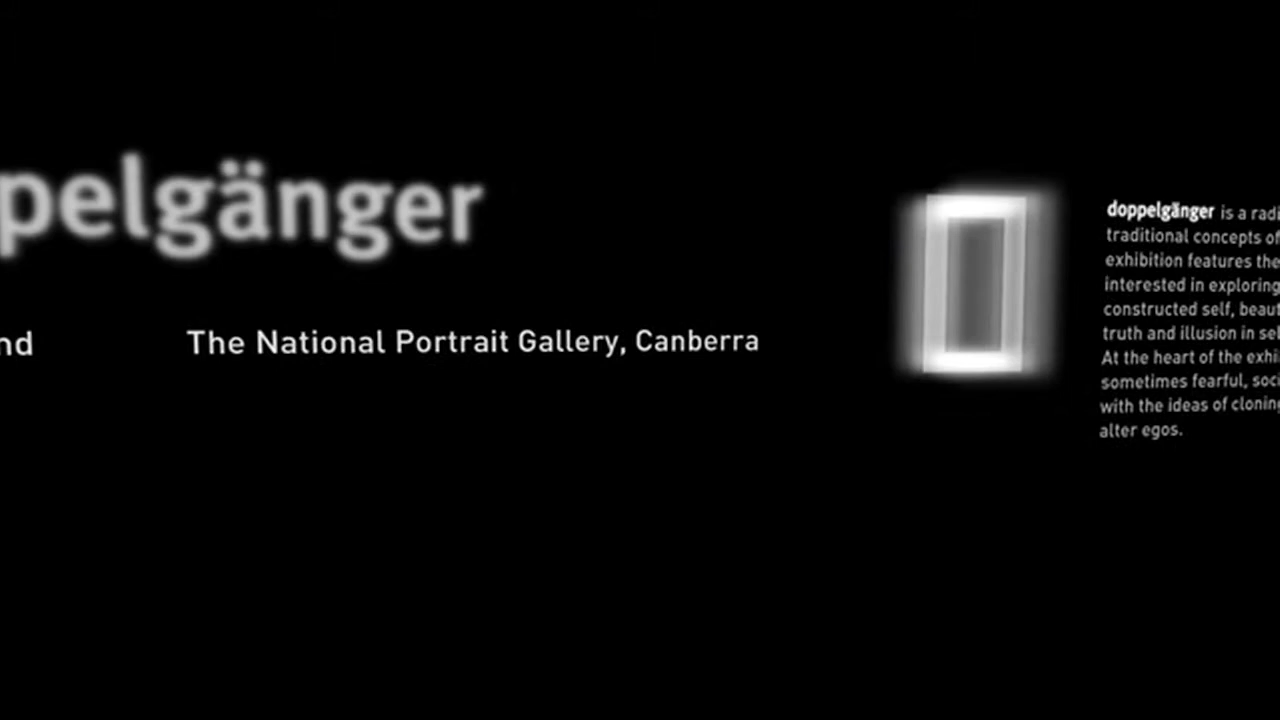 ppelgänger
nd
The National Portrait Gallery, Canberra
doppelgänger is a radi
traditional concepts of
exhibition features the
interested in exploring
constructed self, beaut
truth and illusion in sel
At the heart of the exhi
sometimes fearful, soci
with the ideas of cloning
alter egos.